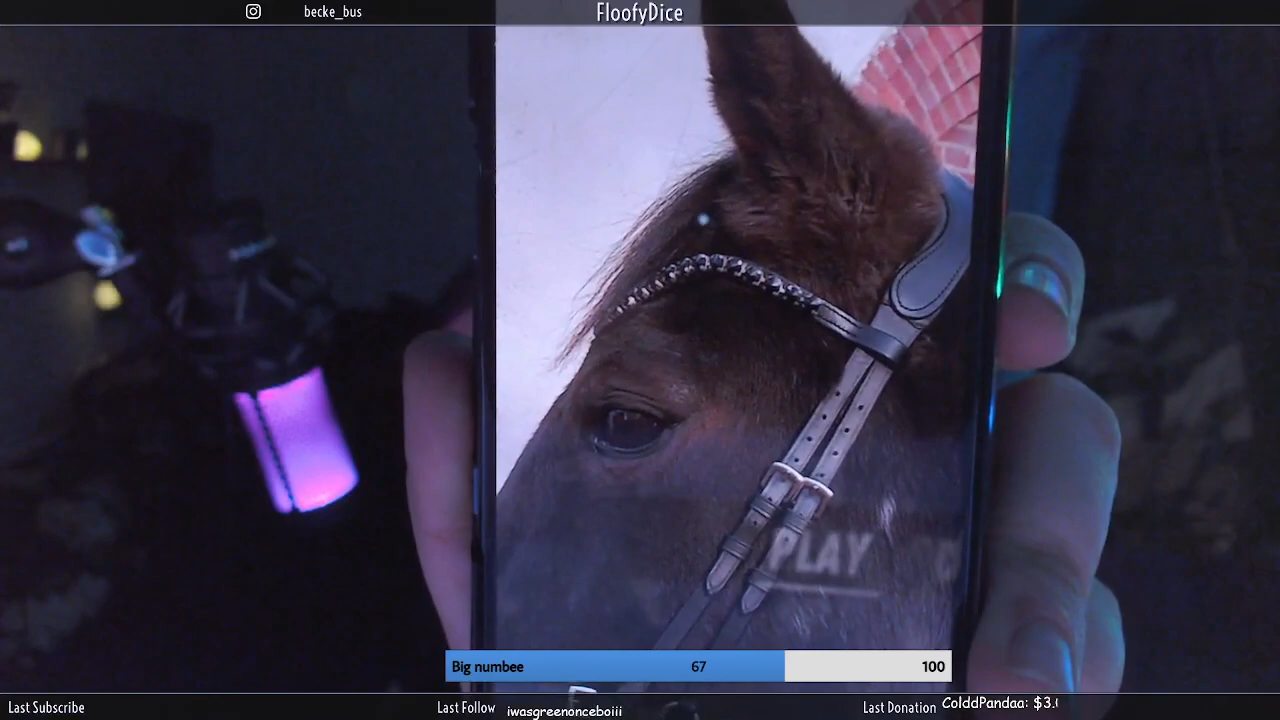 becke_bus
FloofyDice
PLAY
Big numbee 67 100
Last Subscribe
Last Follow iwasgreenonceboiii
Last Donation ColddPandaa: $3.